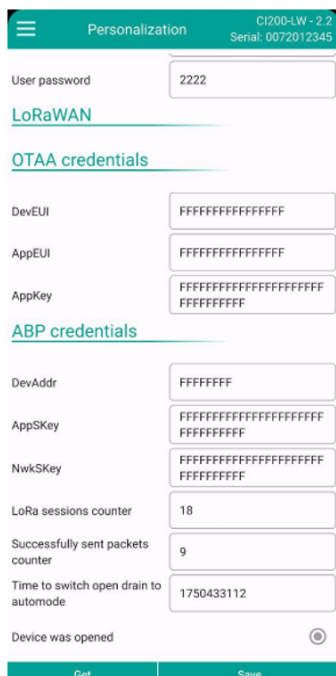 Personalization
CI200-LW - 2.2
Serial: 0072012345
User password
2222
LoRaWAN
OTAA credentials
DevEUI
FFFFFFFFFFFFFFFF
AppEUI
FFFFFFFFFFFFFFFF
AppKey
FFFFFFFFFFFFFFFFFFFFFF
FFFFFFFFFF
ABP credentials
DevAddr
FFFFFFFF
AppSKey
FFFFFFFFFFFFFFFFFFFFFF
FFFFFFFFFF
NwkSKey
FFFFFFFFFFFFFFFFFFFFFF
FFFFFFFFFF
LoRa sessions counter
18
Successfully sent packets
counter
9
Time to switch open drain to
automode
1750433112
Device was opened
Get
Save